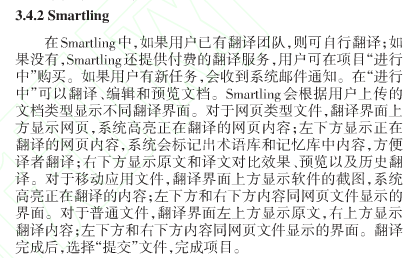 3.4.2 Smartling
在Smartling中,如果用户已有翻译团队,则可自行翻译;如
果没有,Smartling还提供付费的翻译服务,用户可在项目“进行
中”购买。如果用户有新任务,会收到系统邮件通知。在“进行
中”可以翻译、编辑和预览文档。Smartling会根据用户上传的
文档类型显示不同翻译界面。对于网页类型文件,翻译界面上
方显示网页,系统高亮正在翻译的网页内容;左下方显示正在
翻译的网页内容,系统会标记出术语库和记忆库中内容,方便
译者翻译;右下方显示原文和译文对比效果、预览以及历史翻
译。对于移动应用文件,翻译界面上方显示软件的截图,系统
高亮正在翻译的内容;左下方和右下方内容同网页文件显示的
界面。对于普通文件,翻译界面左上方显示原文,右上方显示
翻译内容;左下方和右下方内容同网页文件显示的界面。翻译
完成后,选择“提交”文件,完成项目。